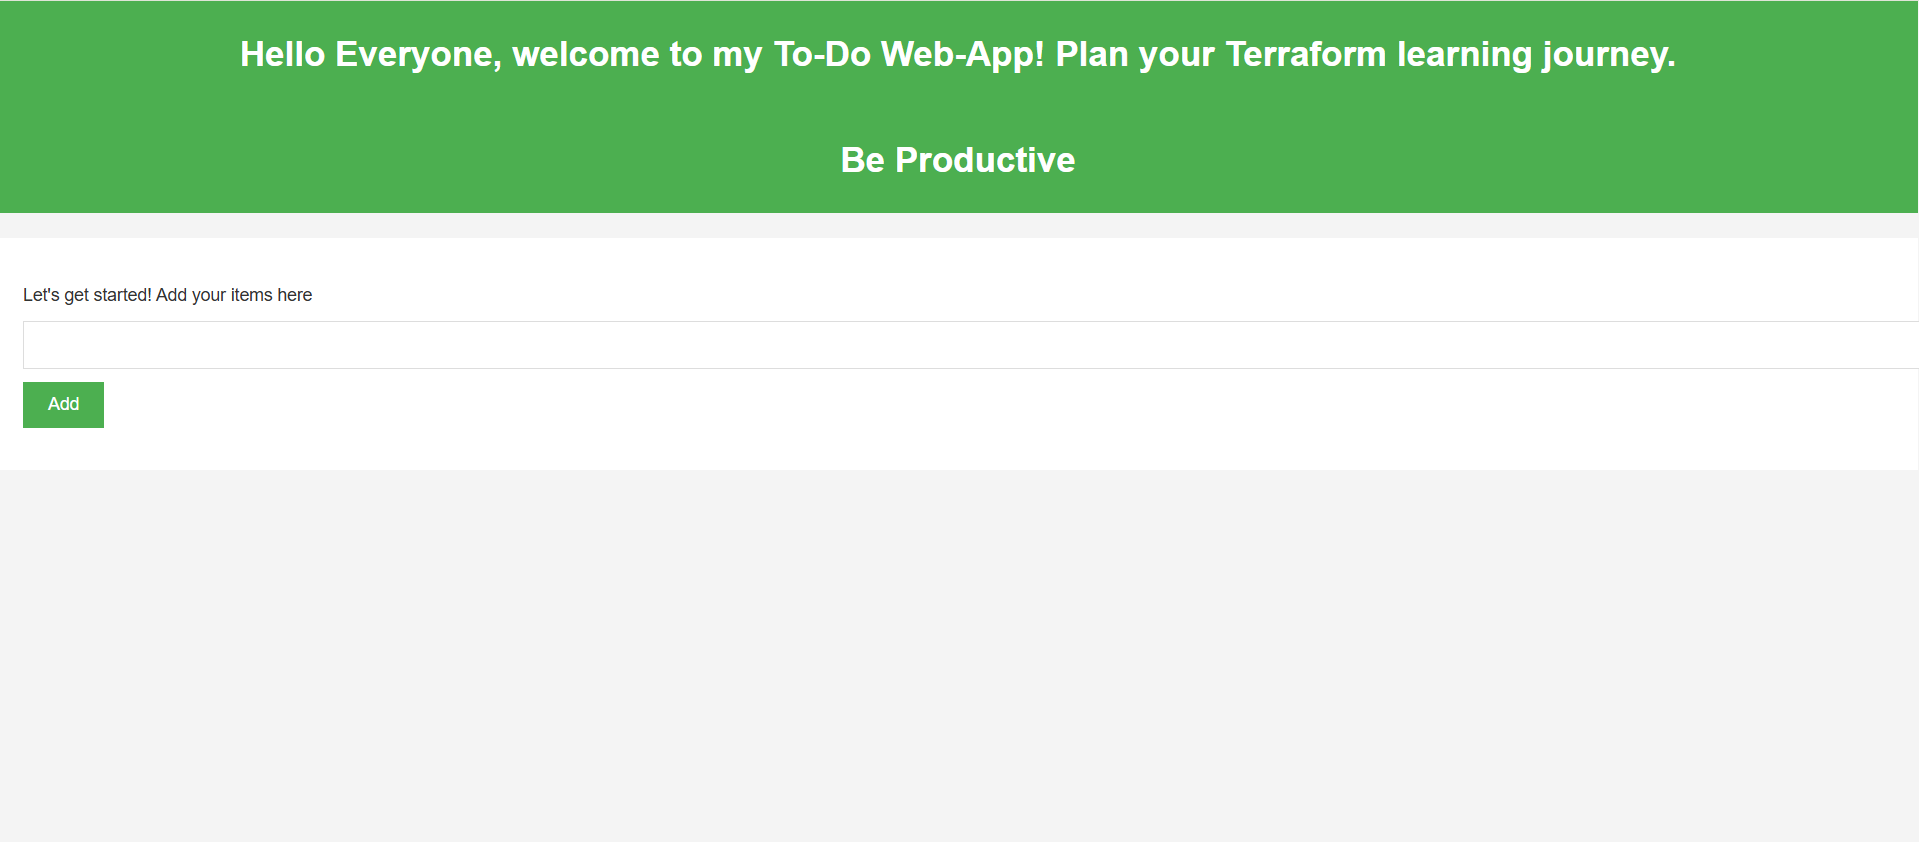 Hello Everyone, welcome to my To-Do Web-App! Plan your Terraform learning journey.
Be Productive
Let's get started! Add your items here
Add